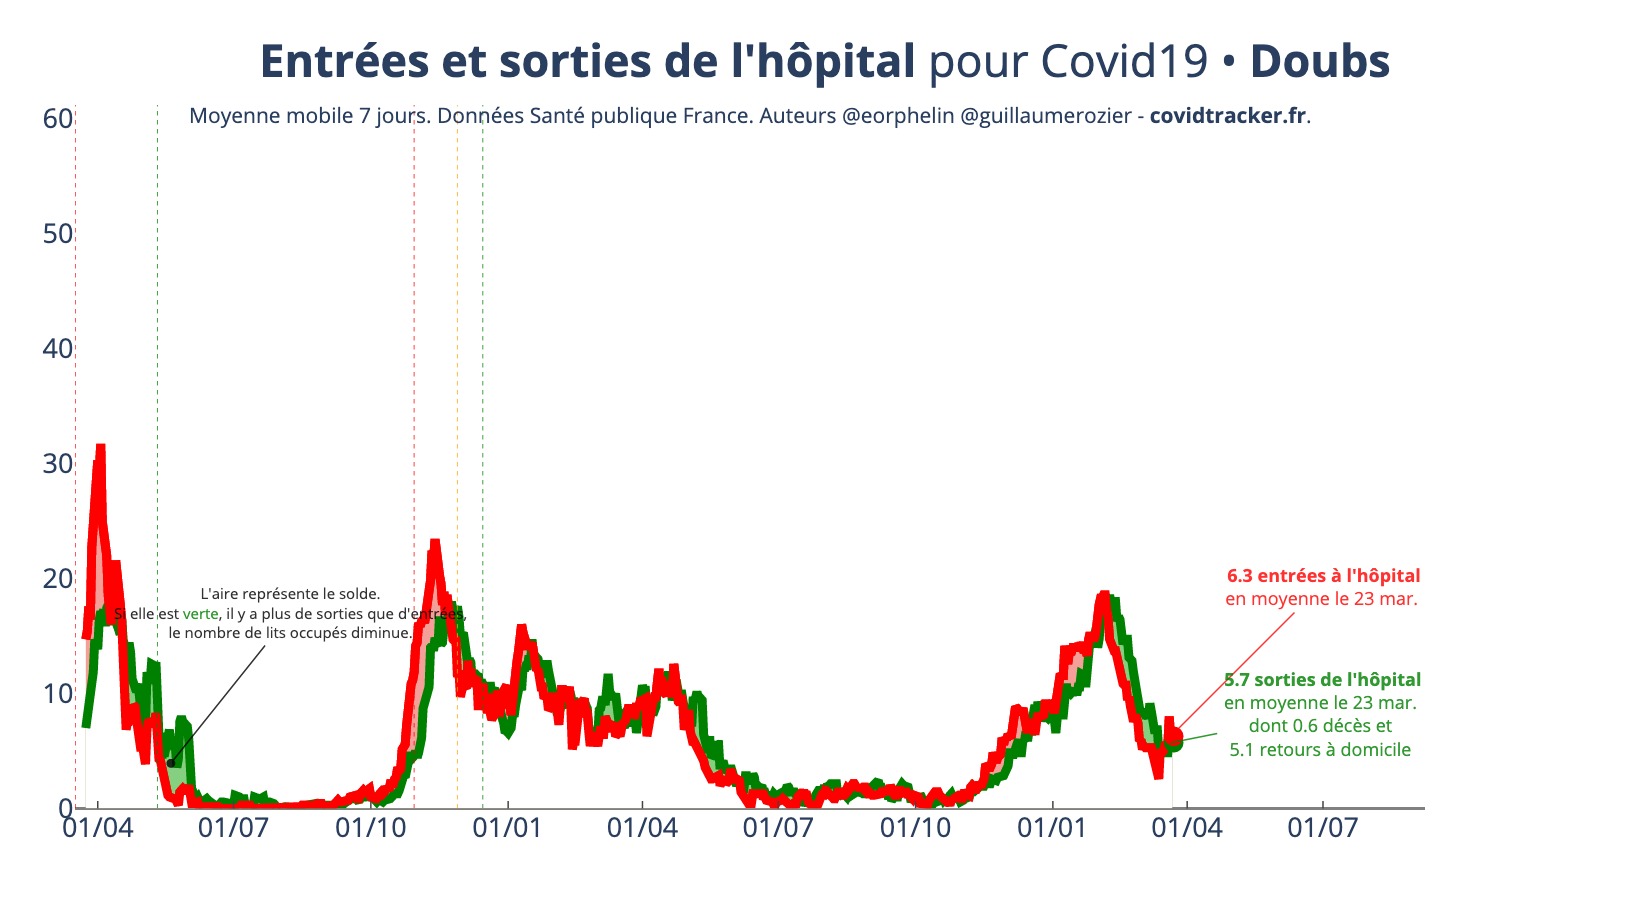 Entrées et sorties de l'hôpital pour Covid19 • Doubs
Moyenne mobile 7 jours. Données Santé publique France. Auteurs @eorphelin @guillaumerozier - covidtracker.fr.
60
50
40
30
20
10
0
L'aire représente le solde.
Si elle est verte, il y a plus de sorties que d'entrées,
le nombre de lits occupés diminue.
6.3 entrées à l'hôpital
en moyenne le 23 mar.
5.7 sorties de l'hôpital
en moyenne le 23 mar.
dont 0.6 décès et
5.1 retours à domicile
01/04 01/07 01/10 01/01 01/04 01/07 01/10 01/01 01/04 01/07